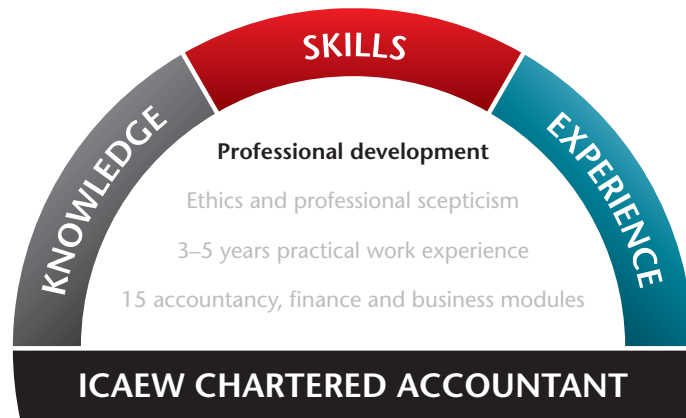 SKILLS
KNOWLEDGE
EXPERIENCE
Professional development
Ethics and professional scepticism
3–5 years practical work experience
15 accountancy, finance and business modules
ICAEW CHARTERED ACCOUNTANT